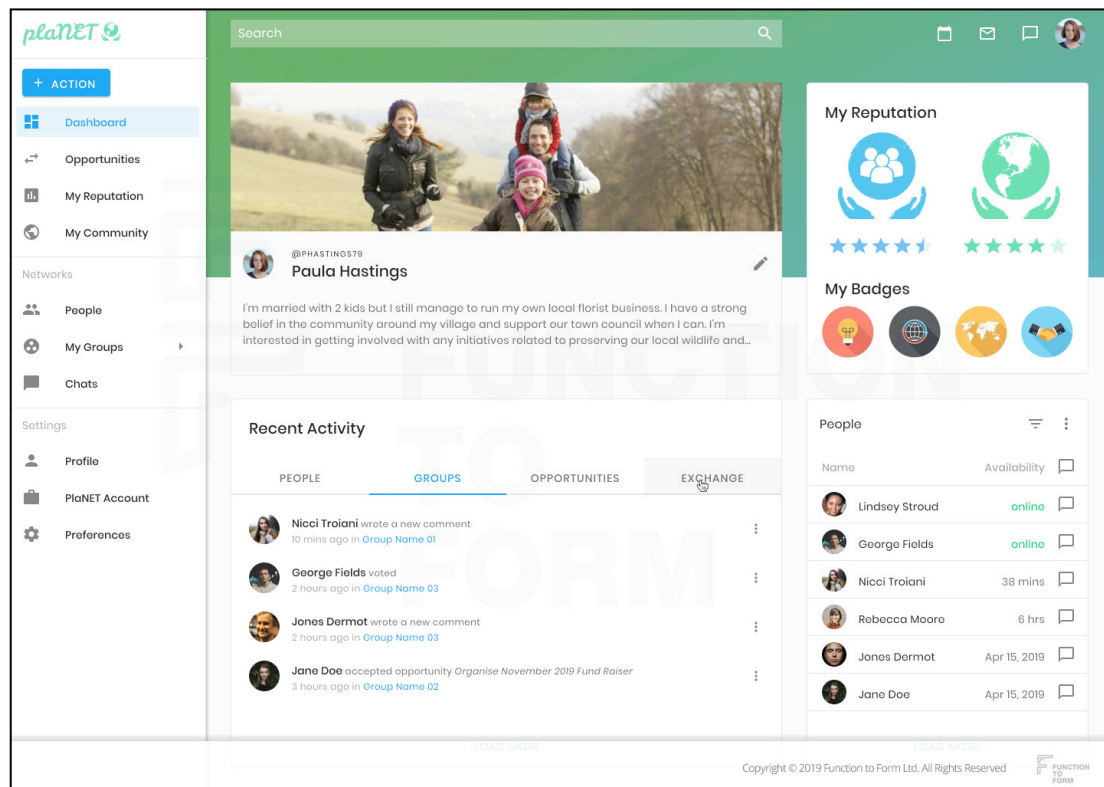 plaNET
Search
+ ACTION
Dashboard
Opportunities
My Reputation
My Community
Networks
People
My Groups
Chats
Settings
Profile
PlaNET Account
Preferences
@PHASTINGS79
Paula Hastings
I'm married with 2 kids but I still manage to run my own local florist business. I have a strong
belief in the community around my village and support our town council when I can. I'm
interested in getting involved with any initiatives related to preserving our local wildlife and...
My Reputation
My Badges
Recent Activity
PEOPLE GROUPS OPPORTUNITIES EXCHANGE
Nicci Troiani wrote a new comment
10 mins ago in Group Name 01
George Fields voted
2 hours ago in Group Name 03
Jones Dermot wrote a new comment
2 hours ago in Group Name 03
Jane Doe accepted opportunity Organise November 2019 Fund Raiser
3 hours ago in Group Name 02
LOAD MORE
People
Name Availability
Lindsey Stroud online
George Fields online
Nicci Troiani 38 mins
Rebecca Moore 6 hrs
Jones Dermot Apr 15, 2019
Jane Doe Apr 15, 2019
LOAD MORE
FUNCTION
TO
FORM
Copyright © 2019 Function to Form Ltd. All Rights Reserved
FUNCTION
TO
FORM